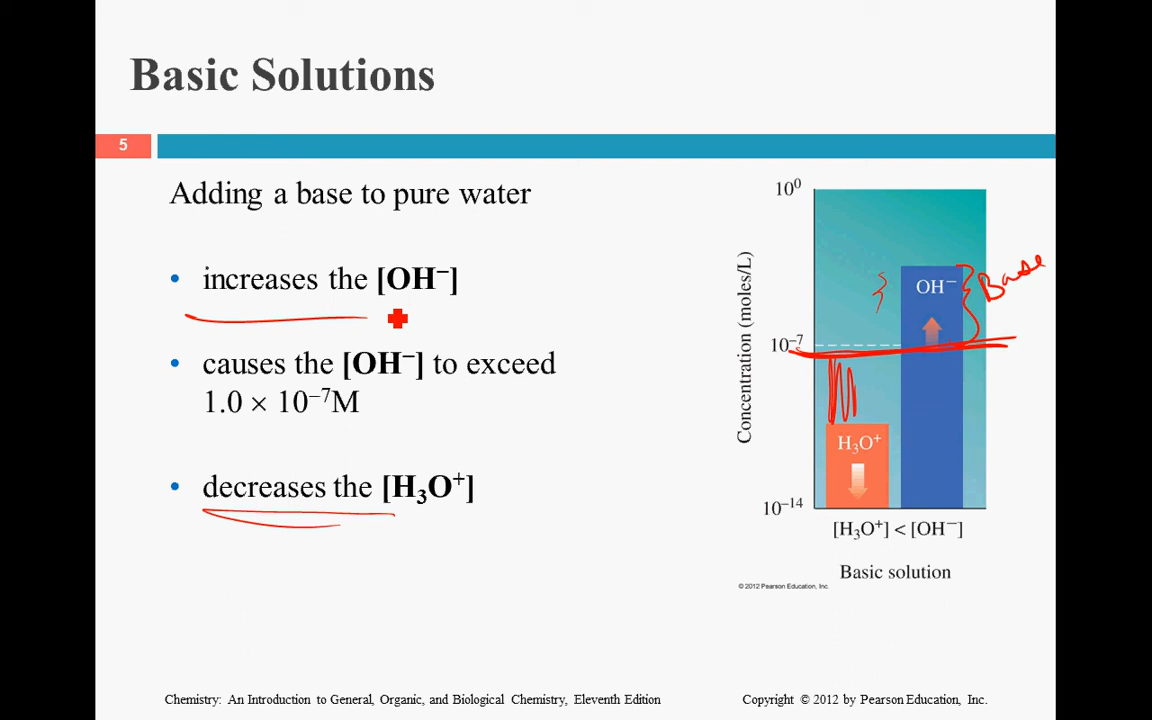 Basic Solutions
5
Adding a base to pure water
• increases the [OH⁻]
• causes the [OH⁻] to exceed
1.0 × 10⁻⁷M
• decreases the [H₃O⁺]
10⁰
Concentration (moles/L)
OH⁻
Base
10⁻⁷
H₃O⁺
10⁻¹⁴
[H₃O⁺] < [OH⁻]
Basic solution
© 2012 Pearson Education, Inc.
Chemistry: An Introduction to General, Organic, and Biological Chemistry, Eleventh Edition
Copyright © 2012 by Pearson Education, Inc.